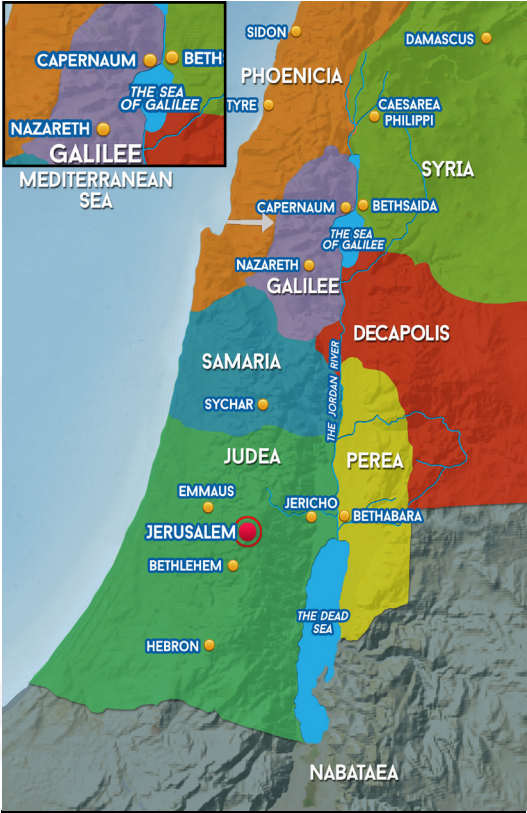 CAPERNAUM
BETH
THE SEA
OF GALILEE
NAZARETH
GALILEE
MEDITERRANEAN
SEA
SIDON
DAMASCUS
PHOENICIA
TYRE
CAESAREA
PHILIPPI
SYRIA
CAPERNAUM
BETHSAIDA
THE SEA
OF GALILEE
NAZARETH
GALILEE
DECAPOLIS
SAMARIA
THE JORDAN RIVER
SYCHAR
JUDEA
PEREA
EMMAUS
JERICHO
BETHABARA
JERUSALEM
BETHLEHEM
THE DEAD
SEA
HEBRON
NABATAEA